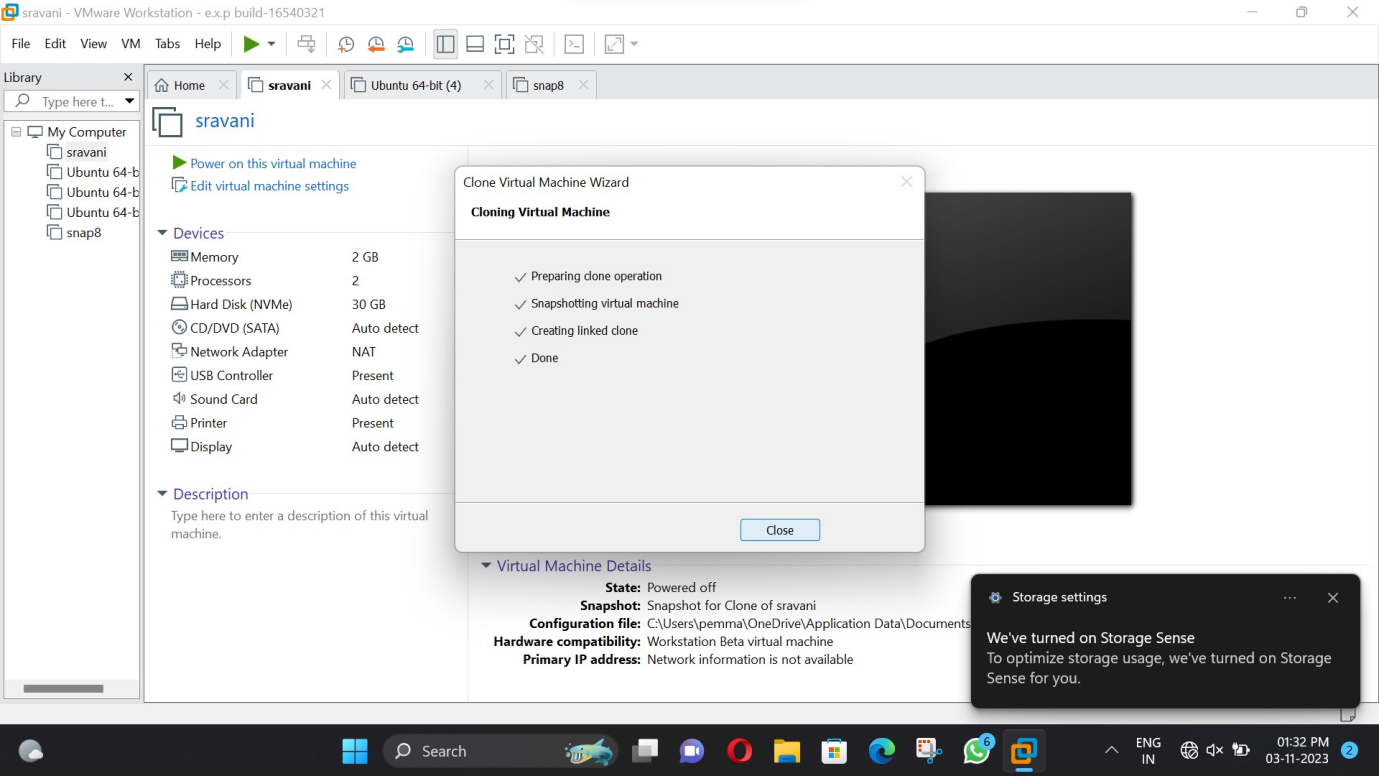 sravani - VMware Workstation - e.x.p build-16540321
File Edit View VM Tabs Help
Library
Type here t...
My Computer
sravani
Ubuntu 64-b
Ubuntu 64-b
Ubuntu 64-b
snap8
Home
sravani
Ubuntu 64-bit (4)
snap8
sravani
Power on this virtual machine
Edit virtual machine settings
Devices
Memory 2 GB
Processors 2
Hard Disk (NVMe) 30 GB
CD/DVD (SATA) Auto detect
Network Adapter NAT
USB Controller Present
Sound Card Auto detect
Printer Present
Display Auto detect
Description
Type here to enter a description of this virtual
machine.
Clone Virtual Machine Wizard
Cloning Virtual Machine
Preparing clone operation
Snapshotting virtual machine
Creating linked clone
Done
Close
Virtual Machine Details
State: Powered off
Snapshot: Snapshot for Clone of sravani
Configuration file: C:\Users\pemma\OneDrive\Application Data\Documents
Hardware compatibility: Workstation Beta virtual machine
Primary IP address: Network information is not available
Storage settings
We've turned on Storage Sense
To optimize storage usage, we've turned on Storage
Sense for you.
Search
6
ENG
IN
01:32 PM
03-11-2023
2